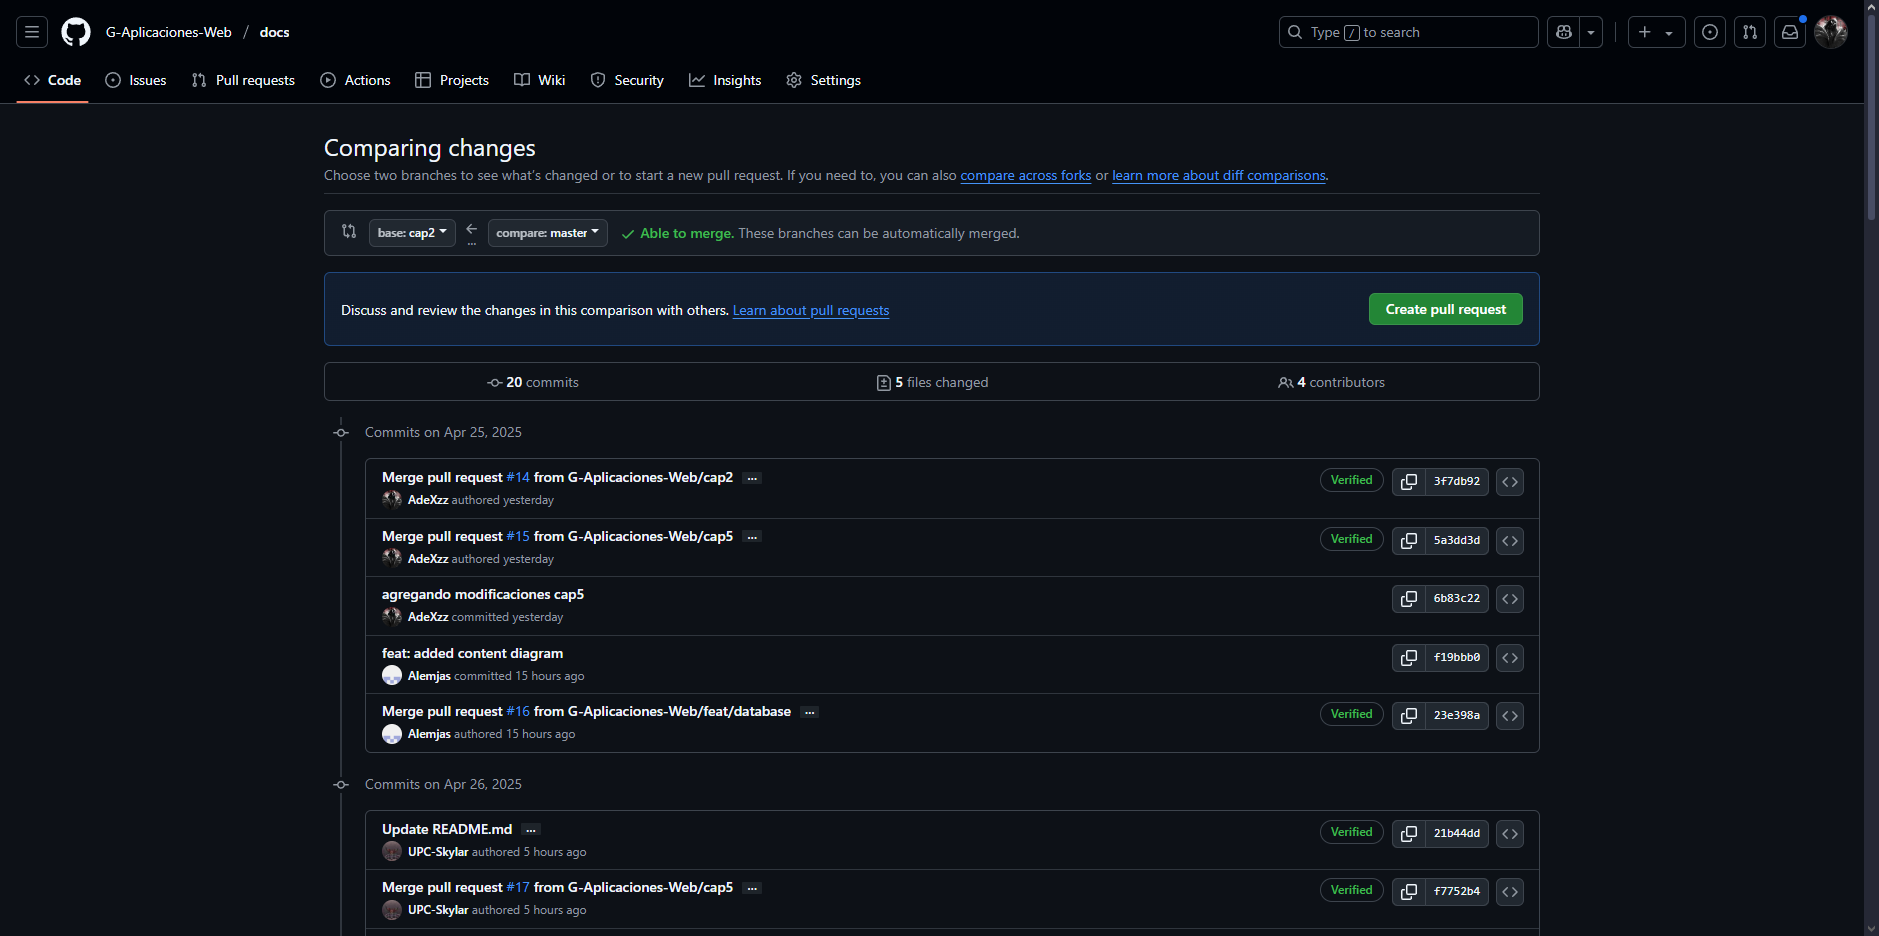 G-Aplicaciones-Web / docs
Type / to search
Code Issues Pull requests Actions Projects Wiki Security Insights Settings
Comparing changes
Choose two branches to see what's changed or to start a new pull request. If you need to, you can also compare across forks or learn more about diff comparisons.
base: cap2 ← ... compare: master ✓ Able to merge. These branches can be automatically merged.
Discuss and review the changes in this comparison with others. Learn about pull requests
Create pull request
20 commits
5 files changed
4 contributors
Commits on Apr 25, 2025
Merge pull request #14 from G-Aplicaciones-Web/cap2 ...
AdeXzz authored yesterday
Verified
3f7db92
Merge pull request #15 from G-Aplicaciones-Web/cap5 ...
AdeXzz authored yesterday
Verified
5a3dd3d
agregando modificaciones cap5
AdeXzz committed yesterday
6b83c22
feat: added content diagram
Alemjas committed 15 hours ago
f19bbb0
Merge pull request #16 from G-Aplicaciones-Web/feat/database ...
Alemjas authored 15 hours ago
Verified
23e398a
Commits on Apr 26, 2025
Update README.md ...
UPC-Skylar authored 5 hours ago
Verified
21b44dd
Merge pull request #17 from G-Aplicaciones-Web/cap5 ...
UPC-Skylar authored 5 hours ago
Verified
f7752b4